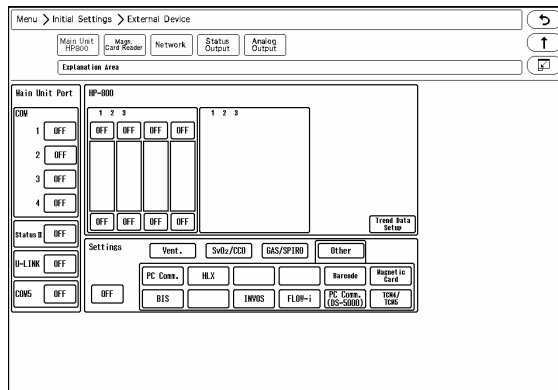 Menu > Initial Settings > External Device
Main Unit HP800
Magn. Card Reader
Network
Status Output
Analog Output
Explanation Area
Main Unit Port
HP-800
COM
1 2 3
1 2 3
1 OFF
OFF OFF OFF OFF
2 OFF
3 OFF
4 OFF
OFF OFF OFF OFF
Trend Data Setup
Status II OFF
Settings
Vent.
SvO2/CCO
GAS/SPIRO
Other
U-LINK OFF
PC Comm.
HLX
Barcode
Magnetic Card
COM5 OFF
OFF
BIS
INVOS
FLOW-i
PC Comm. (DS-5000)
TCM4/ TCM5